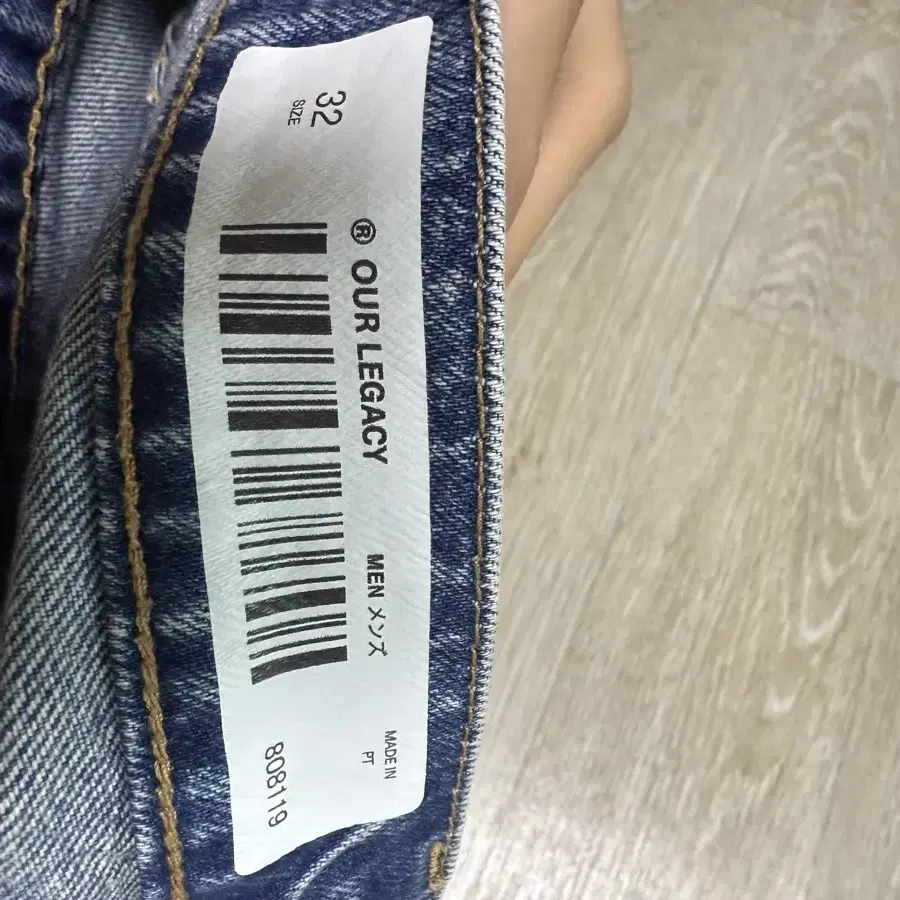 32
SIZE
® OUR LEGACY
MEN メンズ
MADE IN
PT
808119